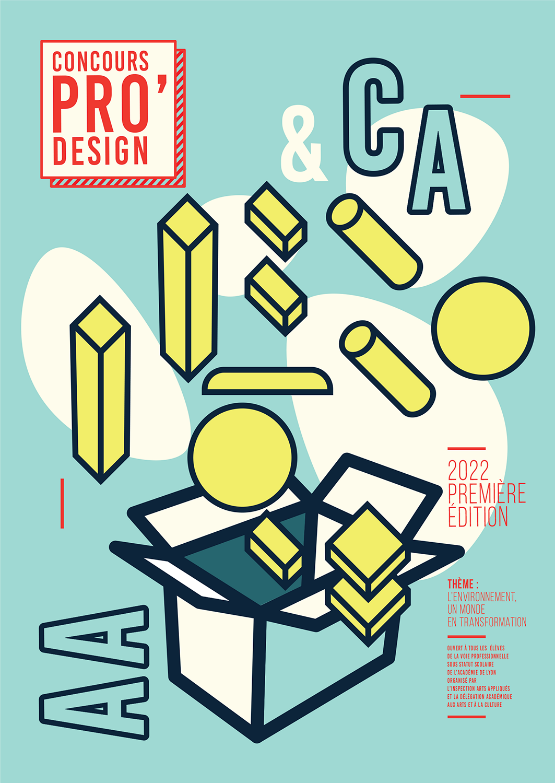 CONCOURS
PRO'
DESIGN
& CA
2022
PREMIÈRE
ÉDITION
THÈME :
L'ENVIRONNEMENT,
UN MONDE
EN TRANSFORMATION
OUVERT À TOUS LES ÉLÈVES
DE LA VOIE PROFESSIONNELLE
SOUS STATUT SCOLAIRE
DE L'ACADÉMIE DE LYON
ORGANISÉ PAR
L'INSPECTION ARTS APPLIQUÉS
ET LA DÉLÉGATION ACADÉMIQUE
AUX ARTS ET À LA CULTURE
AA